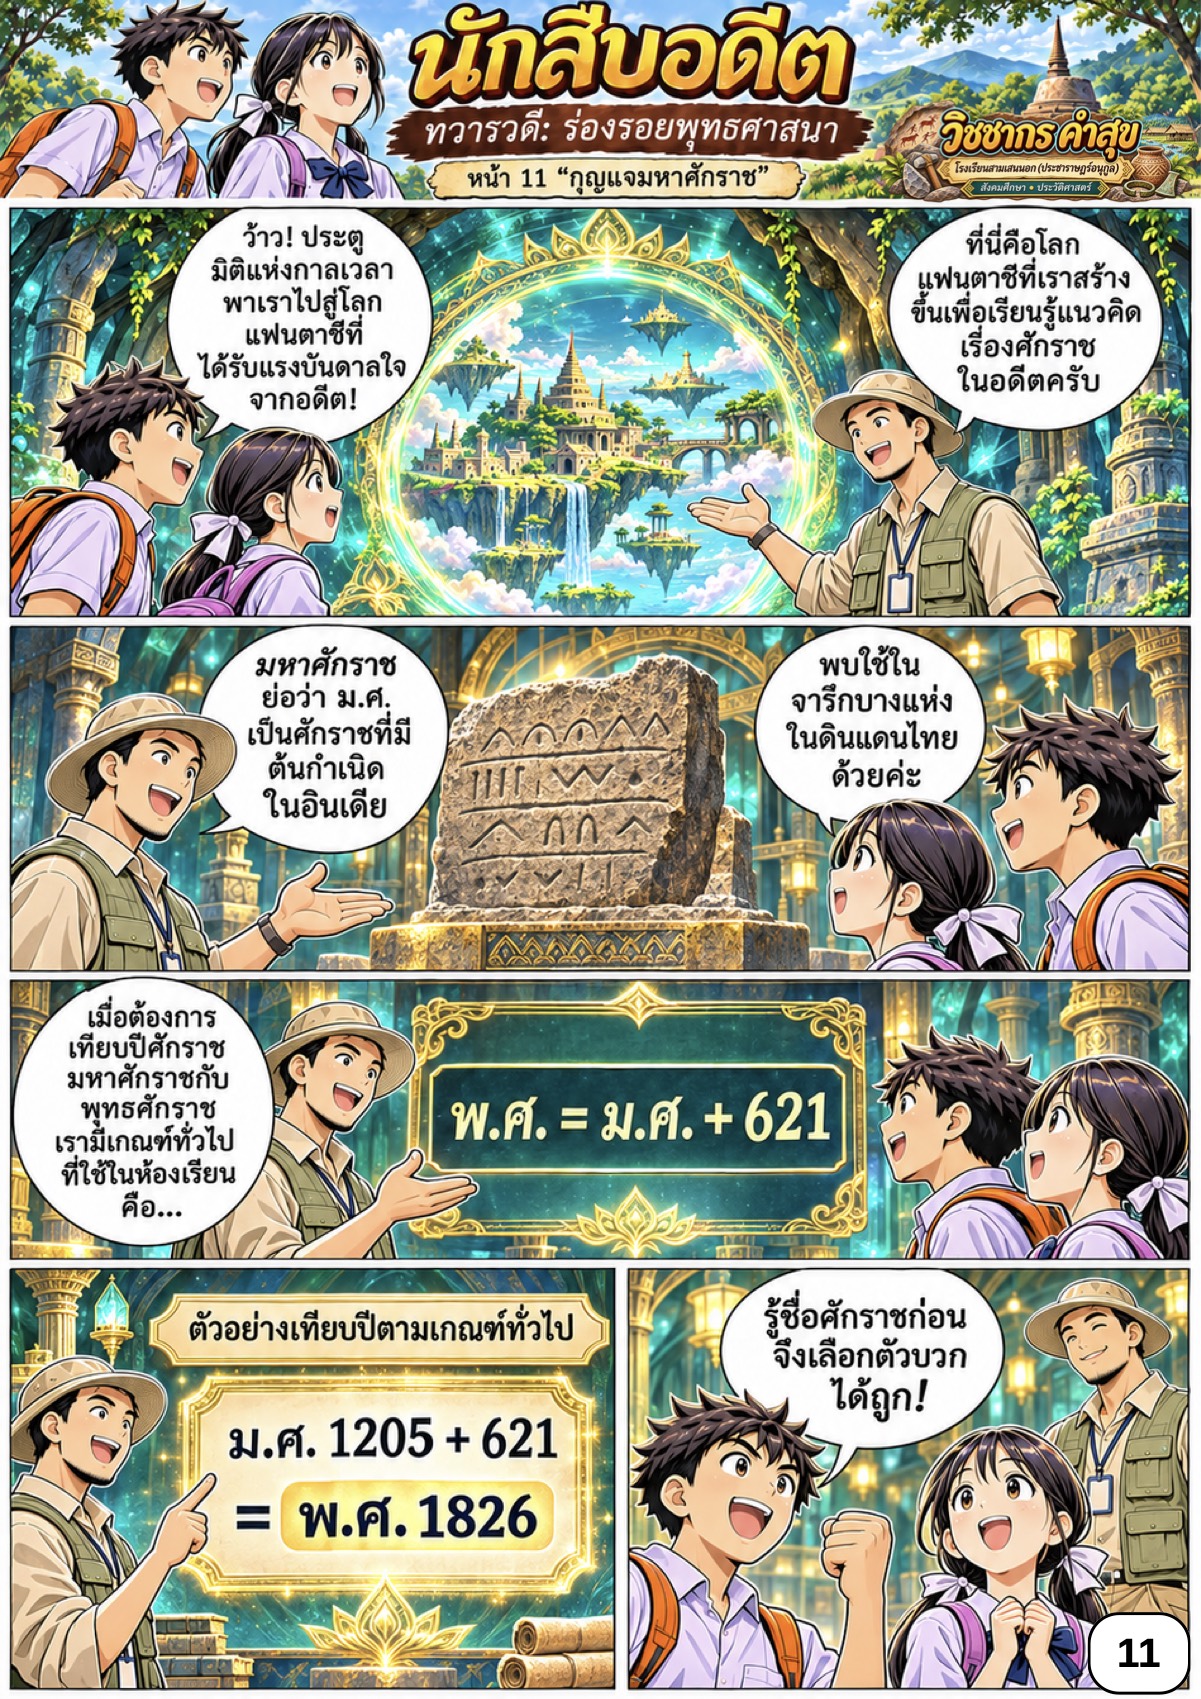 นักสืบอดีต
ทวารวดี: ร่องรอยพุทธศาสนา
หน้า 11 “กุญแจมหาศักราช”
วิชชากร คำสุข
โรงเรียนสามเสนนอก (ประชาราษฎร์อนุกูล)
สังคมศึกษา • ประวัติศาสตร์
ว้าว! ประตู
มิติแห่งกาลเวลา
พาเราไปสู่โลก
แฟนตาซีที่
ได้รับแรงบันดาลใจ
จากอดีต!
ที่นี่คือโลก
แฟนตาซีที่เราสร้าง
ขึ้นเพื่อเรียนรู้แนวคิด
เรื่องศักราช
ในอดีตครับ
มหาศักราช
ย่อว่า ม.ศ.
เป็นศักราชที่มี
ต้นกำเนิด
ในอินเดีย
พบใช้ใน
จารึกบางแห่ง
ในดินแดนไทย
ด้วยค่ะ
เมื่อต้องการ
เทียบปีศักราช
มหาศักราชกับ
พุทธศักราช
เรามีเกณฑ์ทั่วไป
ที่ใช้ในห้องเรียน
คือ...
พ.ศ. = ม.ศ. + 621
ตัวอย่างเทียบปีตามเกณฑ์ทั่วไป
ม.ศ. 1205 + 621
= พ.ศ. 1826
รู้ชื่อศักราชก่อน
จึงเลือกตัวบวก
ได้ถูก!
11